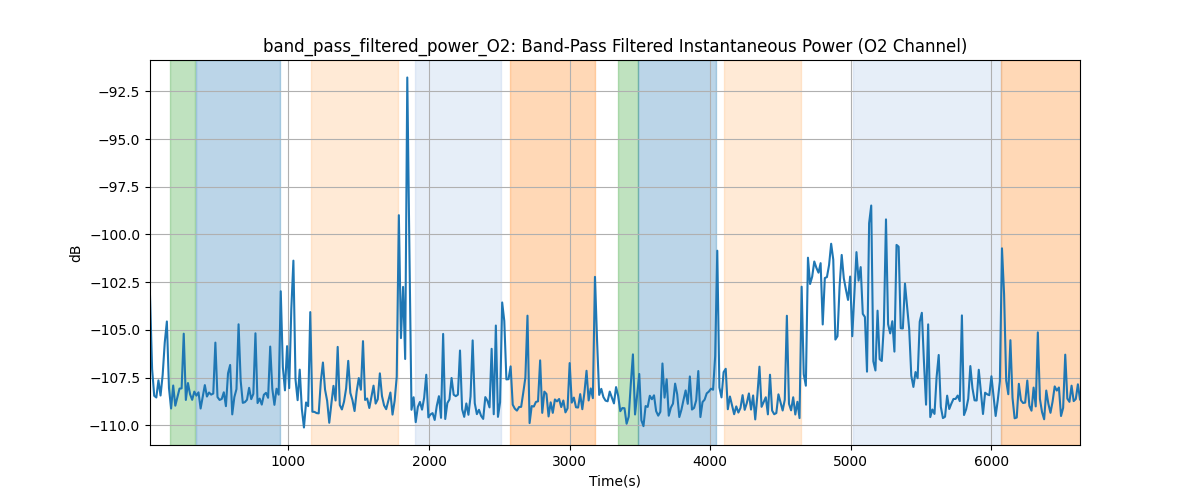 band_pass_filtered_power_O2: Band-Pass Filtered Instantaneous Power (O2 Channel)
−92.5
−95.0
−97.5
−100.0
−102.5
−105.0
−107.5
−110.0
dB
1000 2000 3000 4000 5000 6000
Time(s)